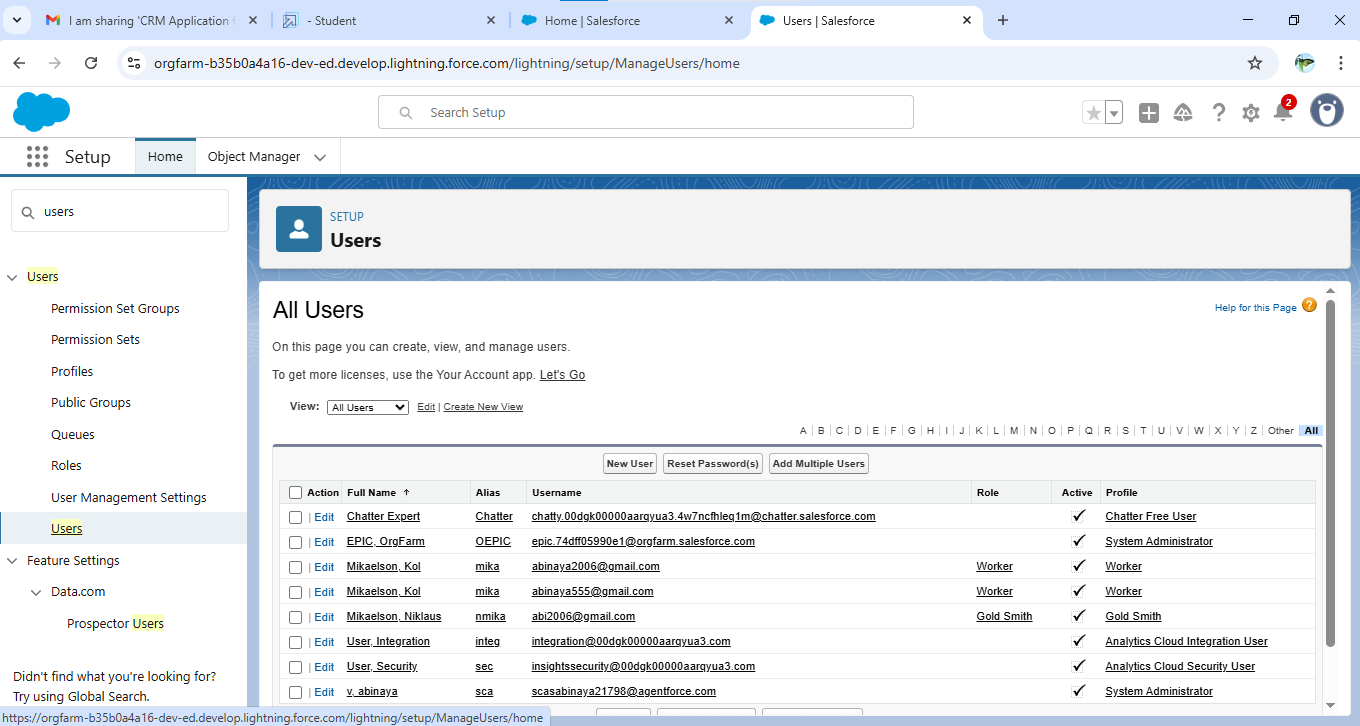 I am sharing 'CRM Application f
- Student
Home | Salesforce
Users | Salesforce
orgfarm-b35b0a4a16-dev-ed.develop.lightning.force.com/lightning/setup/ManageUsers/home
Search Setup
2
Setup
Home
Object Manager
users
Users
Permission Set Groups
Permission Sets
Profiles
Public Groups
Queues
Roles
User Management Settings
Users
Feature Settings
Data.com
Prospector Users
Didn't find what you're looking for?
Try using Global Search.
SETUP
Users
All Users
Help for this Page ?
On this page you can create, view, and manage users.
To get more licenses, use the Your Account app. Let's Go
View: All Users Edit | Create New View
A | B | C | D | E | F | G | H | I | J | K | L | M | N | O | P | Q | R | S | T | U | V | W | X | Y | Z | Other | All
New User Reset Password(s) Add Multiple Users
Action Full Name ↑ Alias Username Role Active Profile
| Edit Chatter Expert Chatter chatty.00dgk00000aarqyua3.4w7ncfhleq1m@chatter.salesforce.com ✓ Chatter Free User
| Edit EPIC, OrgFarm OEPIC epic.74dff05990e1@orgfarm.salesforce.com ✓ System Administrator
| Edit Mikaelson, Kol mika abinaya2006@gmail.com Worker ✓ Worker
| Edit Mikaelson, Kol mika abinaya555@gmail.com Worker ✓ Worker
| Edit Mikaelson, Niklaus nmika abi2006@gmail.com Gold Smith ✓ Gold Smith
| Edit User, Integration integ integration@00dgk00000aarqyua3.com ✓ Analytics Cloud Integration User
| Edit User, Security sec insightssecurity@00dgk00000aarqyua3.com ✓ Analytics Cloud Security User
| Edit v, abinaya sca scasabinaya21798@agentforce.com ✓ System Administrator
https://orgfarm-b35b0a4a16-dev-ed.develop.lightning.force.com/lightning/setup/ManageUsers/home